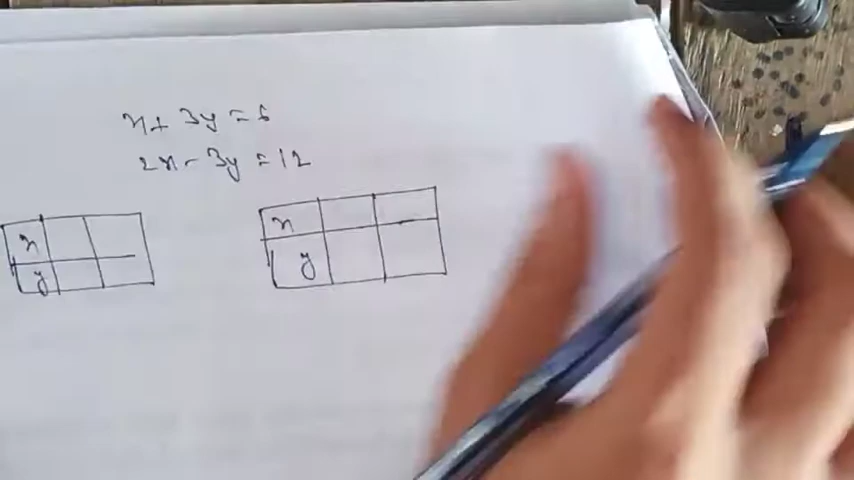 x + 3y = 6
2x - 3y = 12
x
y
x
y